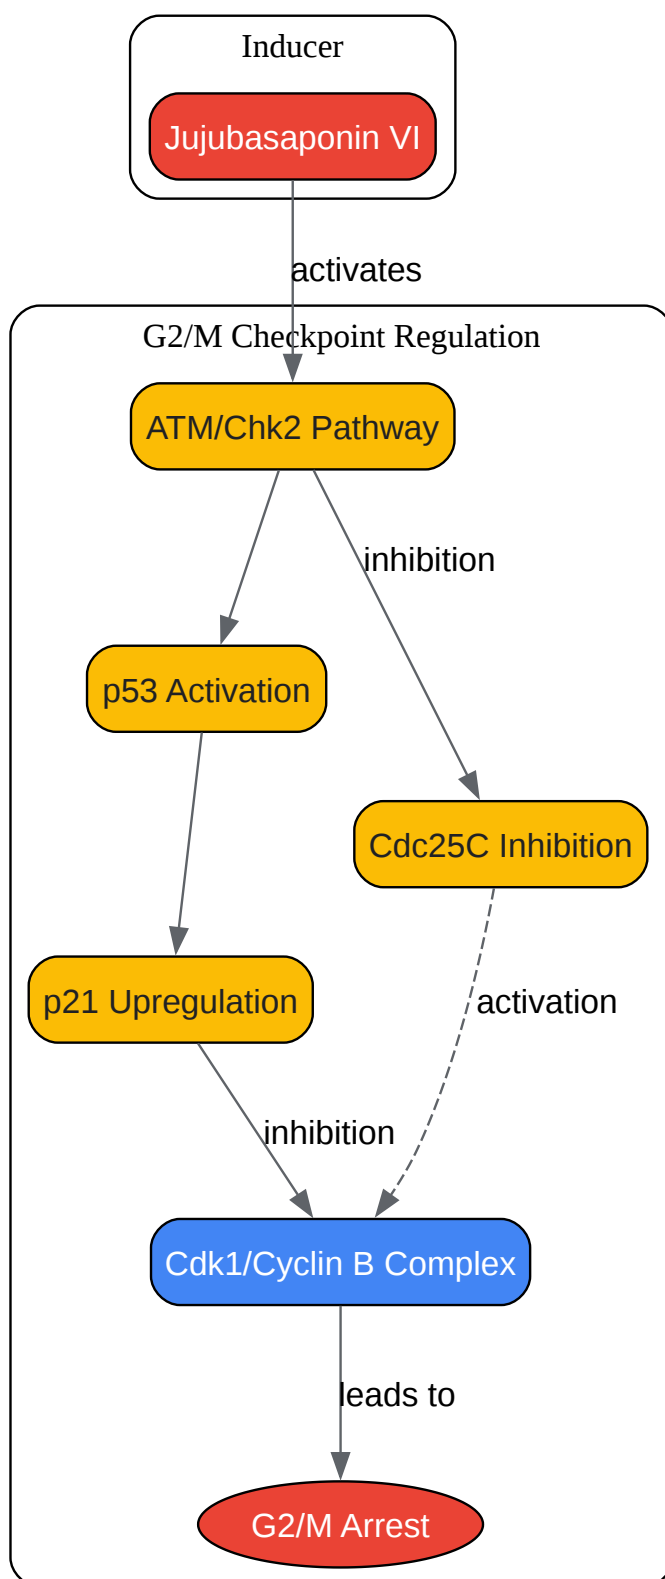 Inducer
Jujubasaponin VI
activates
G2/M Checkpoint Regulation
ATM/Chk2 Pathway
inhibition
p53 Activation
Cdc25C Inhibition
p21 Upregulation
activation
inhibition
Cdk1/Cyclin B Complex
leads to
G2/M Arrest